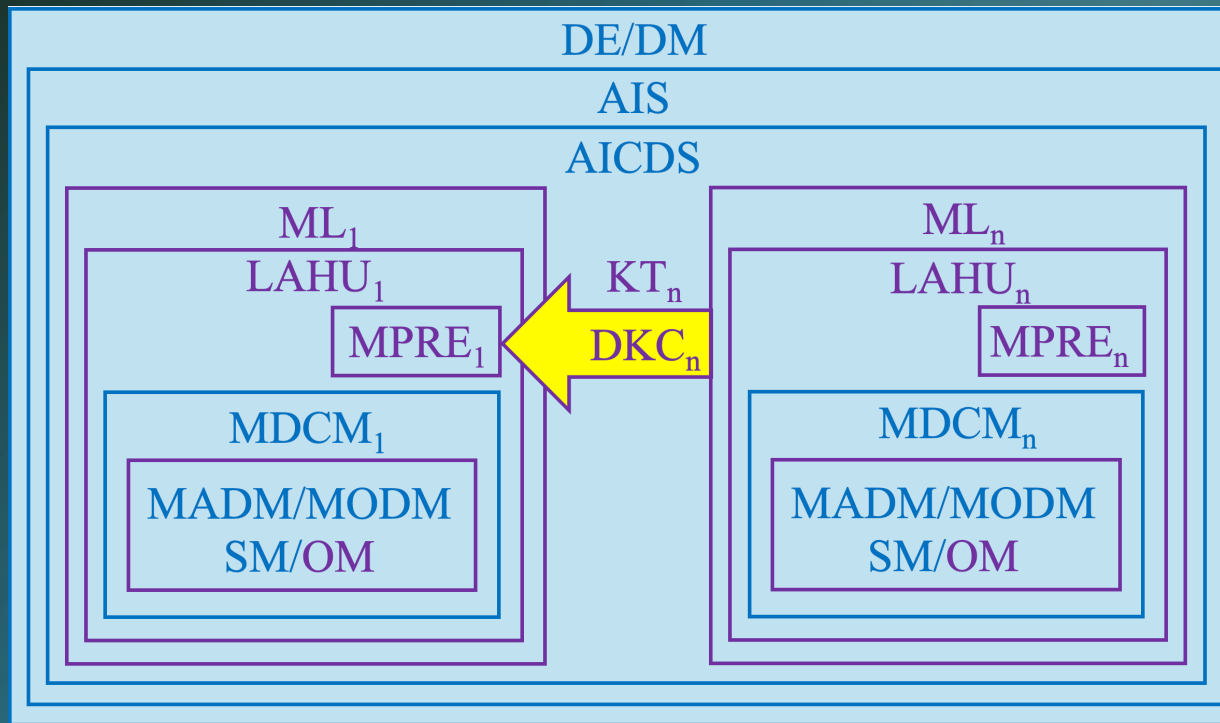 DE/DM
AIS
AICDS
ML₁
LAHU₁
MPRE₁
MDCM₁
MADM/MODM
SM/OM
KTₙ
DKCₙ
MLₙ
LAHUₙ
MPREₙ
MDCMₙ
MADM/MODM
SM/OM